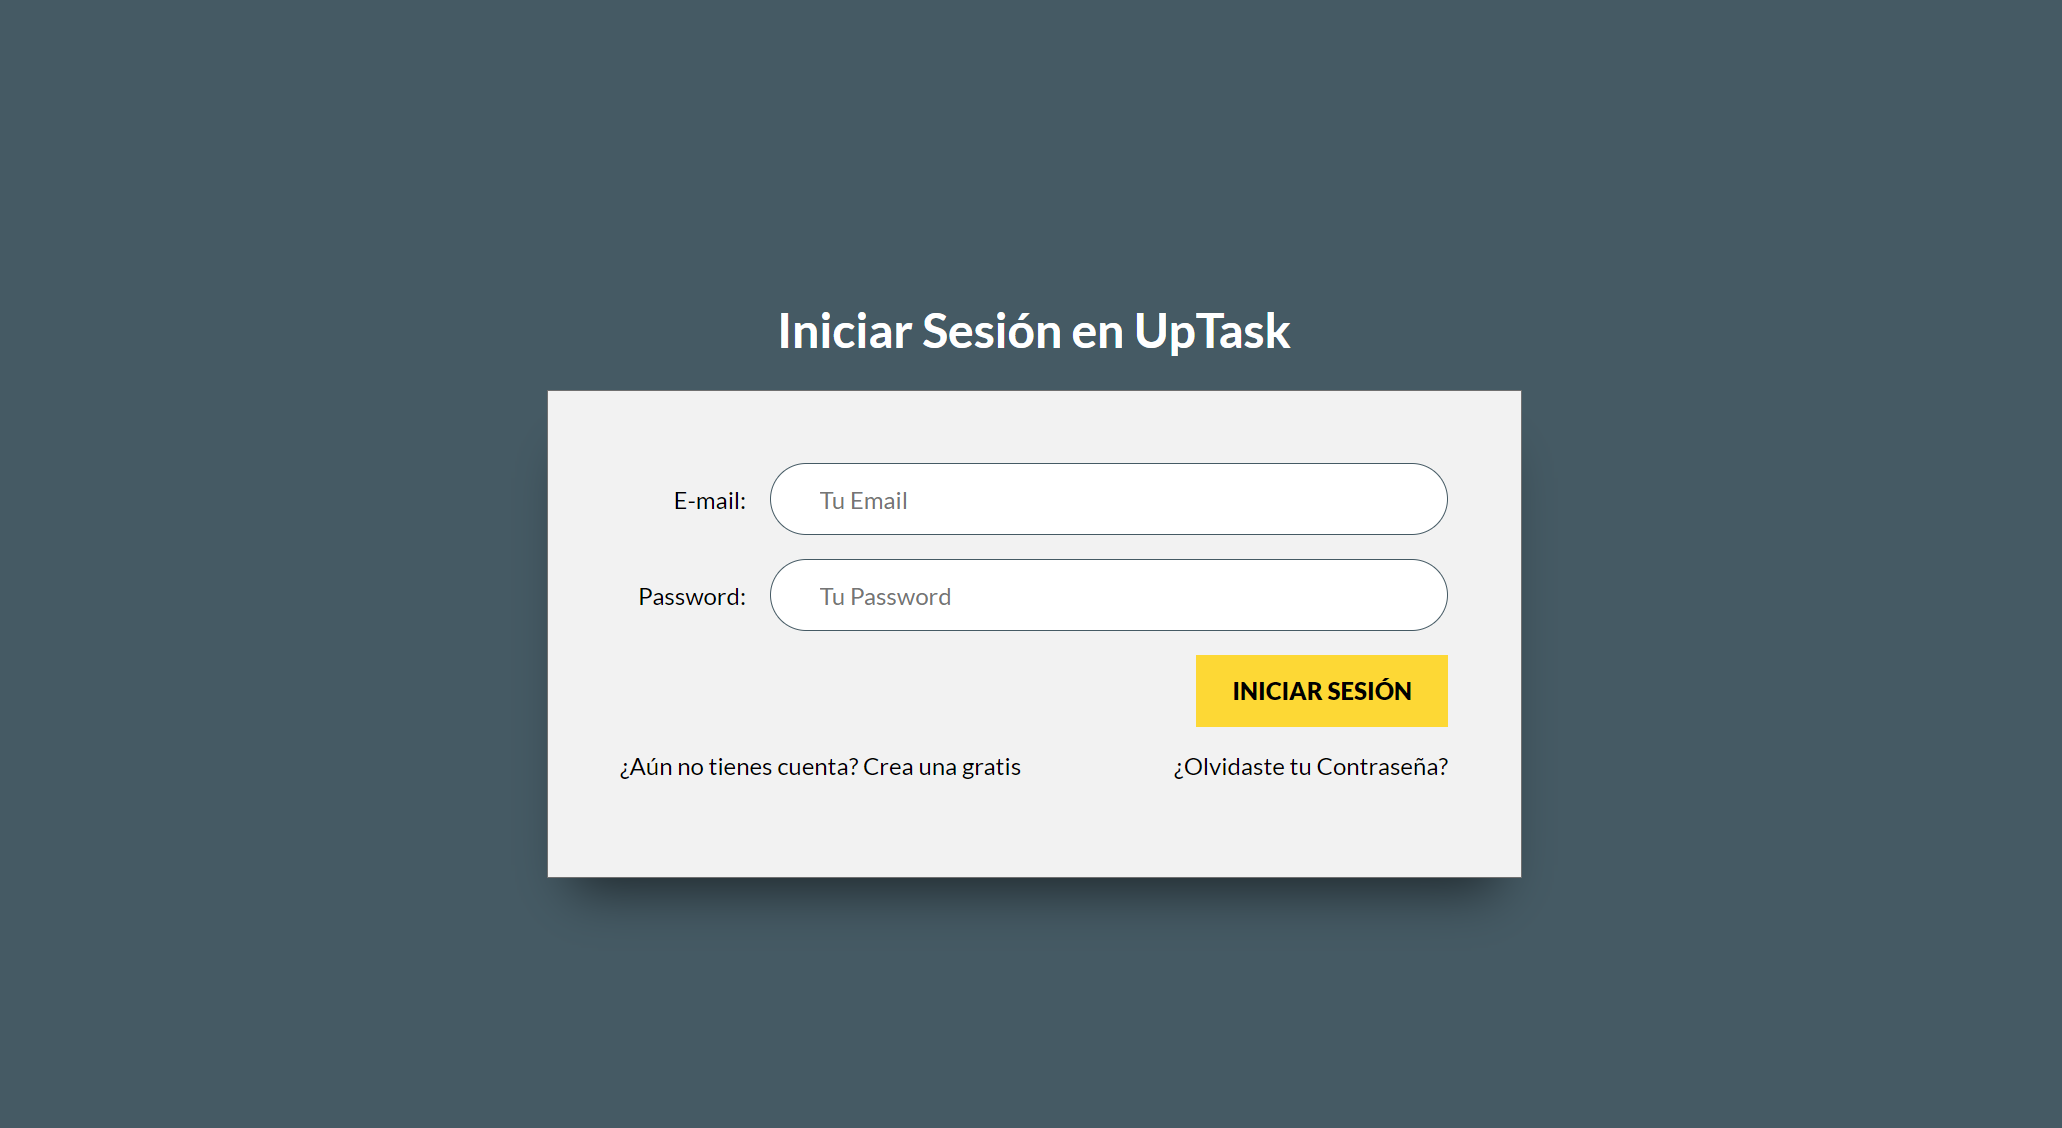 Iniciar Sesión en UpTask
E-mail: Tu Email
Password: Tu Password
INICIAR SESIÓN
¿Aún no tienes cuenta? Crea una gratis ¿Olvidaste tu Contraseña?